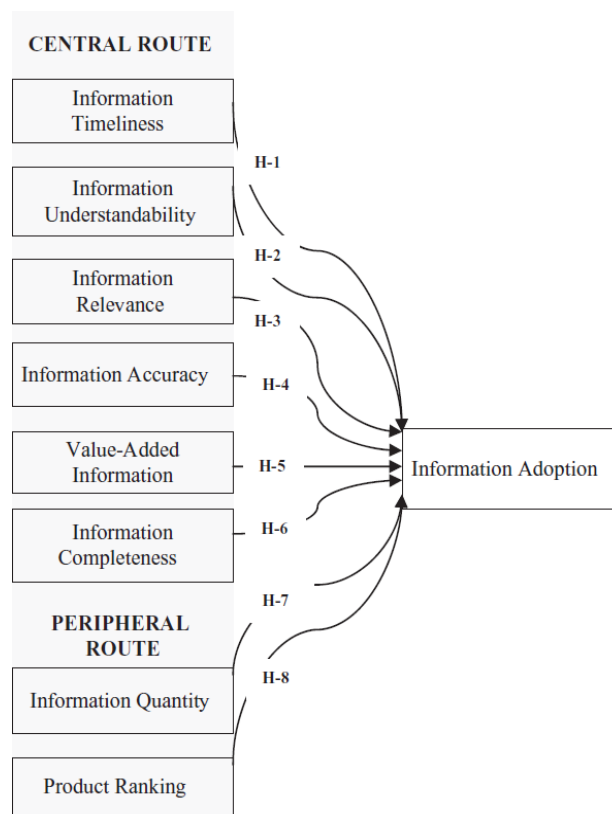 CENTRAL ROUTE
Information
Timeliness
H-1
Information
Understandability
H-2
Information
Relevance
H-3
Information Accuracy
H-4
Value-Added
Information
H-5
Information Adoption
Information
Completeness
H-6
H-7
PERIPHERAL
ROUTE
H-8
Information Quantity
Product Ranking